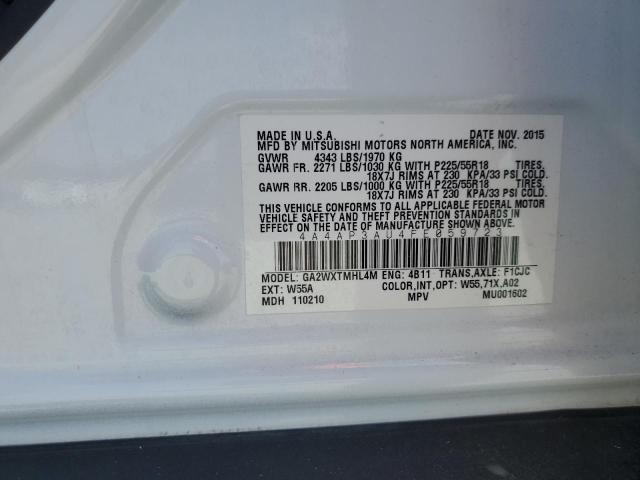 MADE IN U.S.A. DATE NOV. 2015
MFD BY MITSUBISHI MOTORS NORTH AMERICA, INC.
GVWR 4343 LBS/1970 KG
GAWR FR. 2271 LBS/1030 KG WITH P225/55R18 TIRES,
18X7J RIMS AT 230 KPA/33 PSI COLD.
GAWR RR. 2205 LBS/1000 KG WITH P225/55R18 TIRES,
18X7J RIMS AT 230 KPA/33 PSI COLD.
THIS VEHICLE CONFORMS TO ALL APPLICABLE FEDERAL MOTOR
VEHICLE SAFETY AND THEFT PREVENTION STANDARDS IN
EFFECT ON THE DATE OF MANUFACTURE SHOWN ABOVE.
4A4AP3AU4FE059723
MODEL: GA2WXTMHL4M ENG: 4B11 TRANS,AXLE: F1CJC
EXT: W55A COLOR,INT,OPT: W55,71X,A02
MDH 110210 MPV MU001602